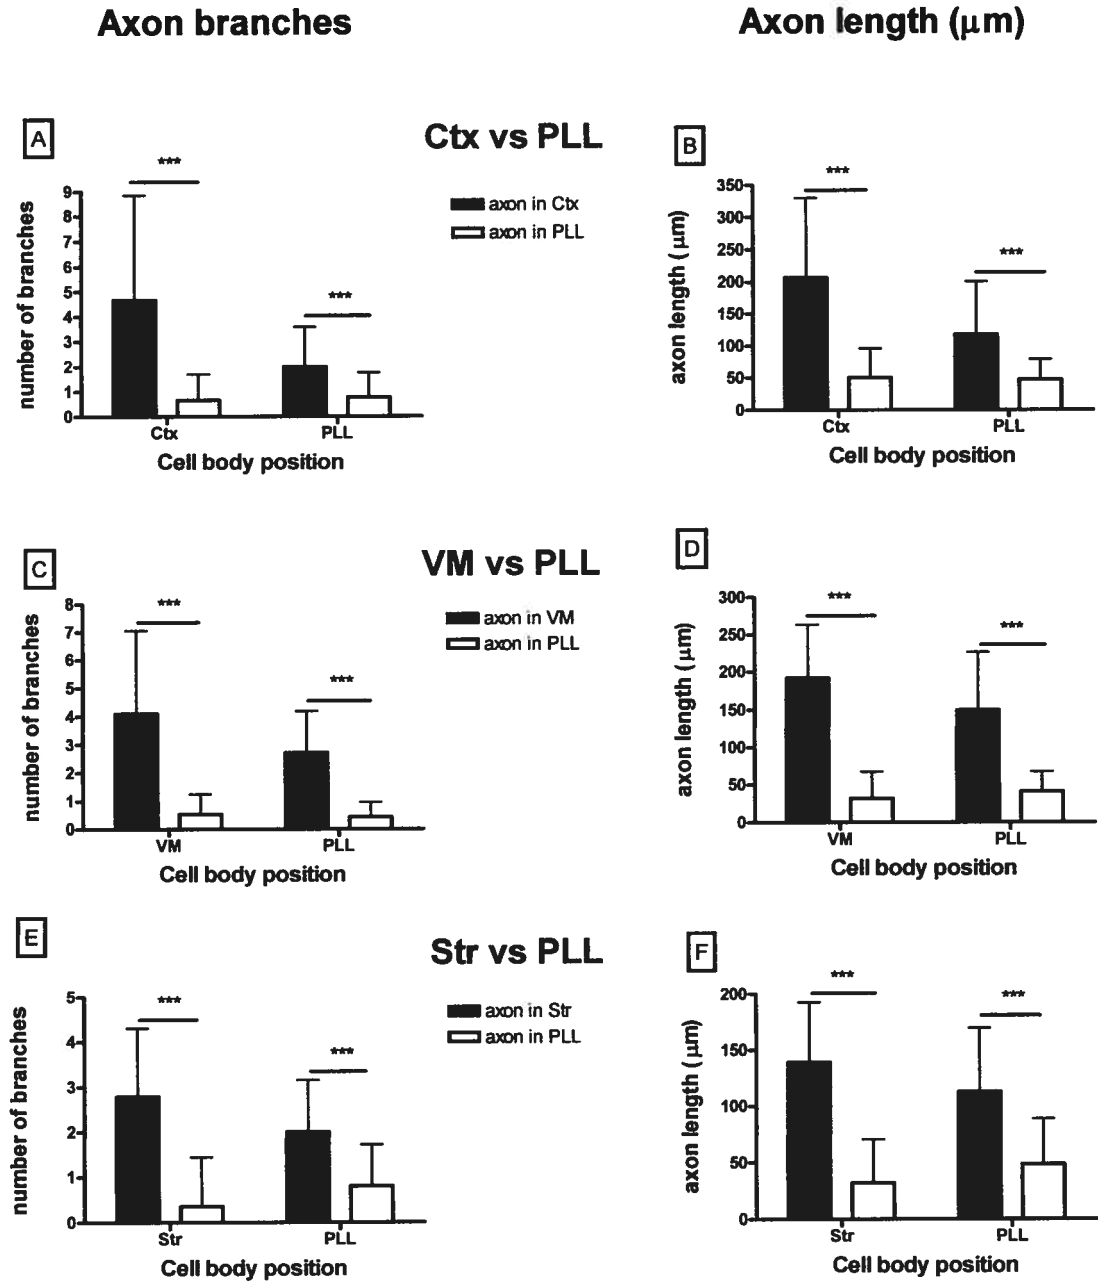 Axon branches
Axon length (μm)
A
Ctx vs PLL
B
axon in Ctx
axon in PLL
***
***
number of branches
9
8
7
6
5
4
3
2
1
0
Ctx
PLL
Cell body position
***
***
axon length (μm)
350
300
250
200
150
100
50
0
Ctx
PLL
Cell body position
C
VM vs PLL
D
axon in VM
axon in PLL
***
***
number of branches
8
7
6
5
4
3
2
1
0
VM
PLL
Cell body position
***
***
axon length (μm)
300
250
200
150
100
50
0
VM
PLL
Cell body position
E
Str vs PLL
F
axon in Str
axon in PLL
***
***
number of branches
5
4
3
2
1
0
Str
PLL
Cell body position
***
***
axon length (μm)
200
150
100
50
0
Str
PLL
Cell body position